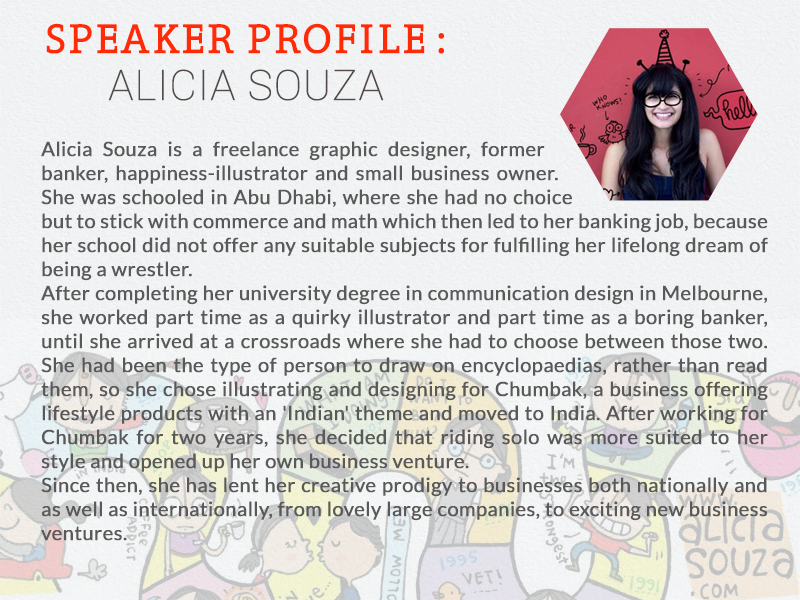 SPEAKER PROFILE :
ALICIA SOUZA
WHO
KNOWS!
hello
Alicia Souza is a freelance graphic designer, former
banker, happiness-illustrator and small business owner.
She was schooled in Abu Dhabi, where she had no choice
but to stick with commerce and math which then led to her banking job, because
her school did not offer any suitable subjects for fulfilling her lifelong dream of
being a wrestler.
After completing her university degree in communication design in Melbourne,
she worked part time as a quirky illustrator and part time as a boring banker,
until she arrived at a crossroads where she had to choose between those two.
She had been the type of person to draw on encyclopaedias, rather than read
them, so she chose illustrating and designing for Chumbak, a business offering
lifestyle products with an 'Indian' theme and moved to India. After working for
Chumbak for two years, she decided that riding solo was more suited to her
style and opened up her own business venture.
Since then, she has lent her creative prodigy to businesses both nationally and
as well as internationally, from lovely large companies, to exciting new business
ventures.
I'M
FOLLOW ME
1995
VET!
1991
www.
alicia
souza
.COM